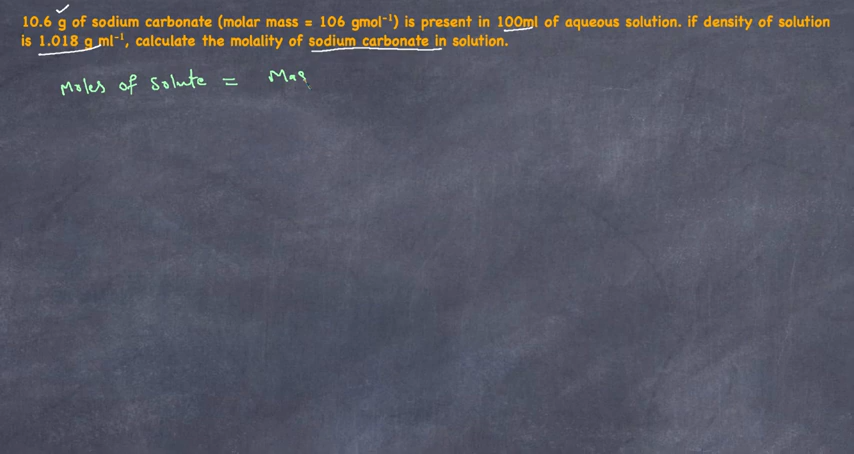 10.6 g of sodium carbonate (molar mass = 106 gmol⁻¹) is present in 100ml of aqueous solution. if density of solution
is 1.018 g ml⁻¹, calculate the molality of sodium carbonate in solution.
Moles of Solute = Mas